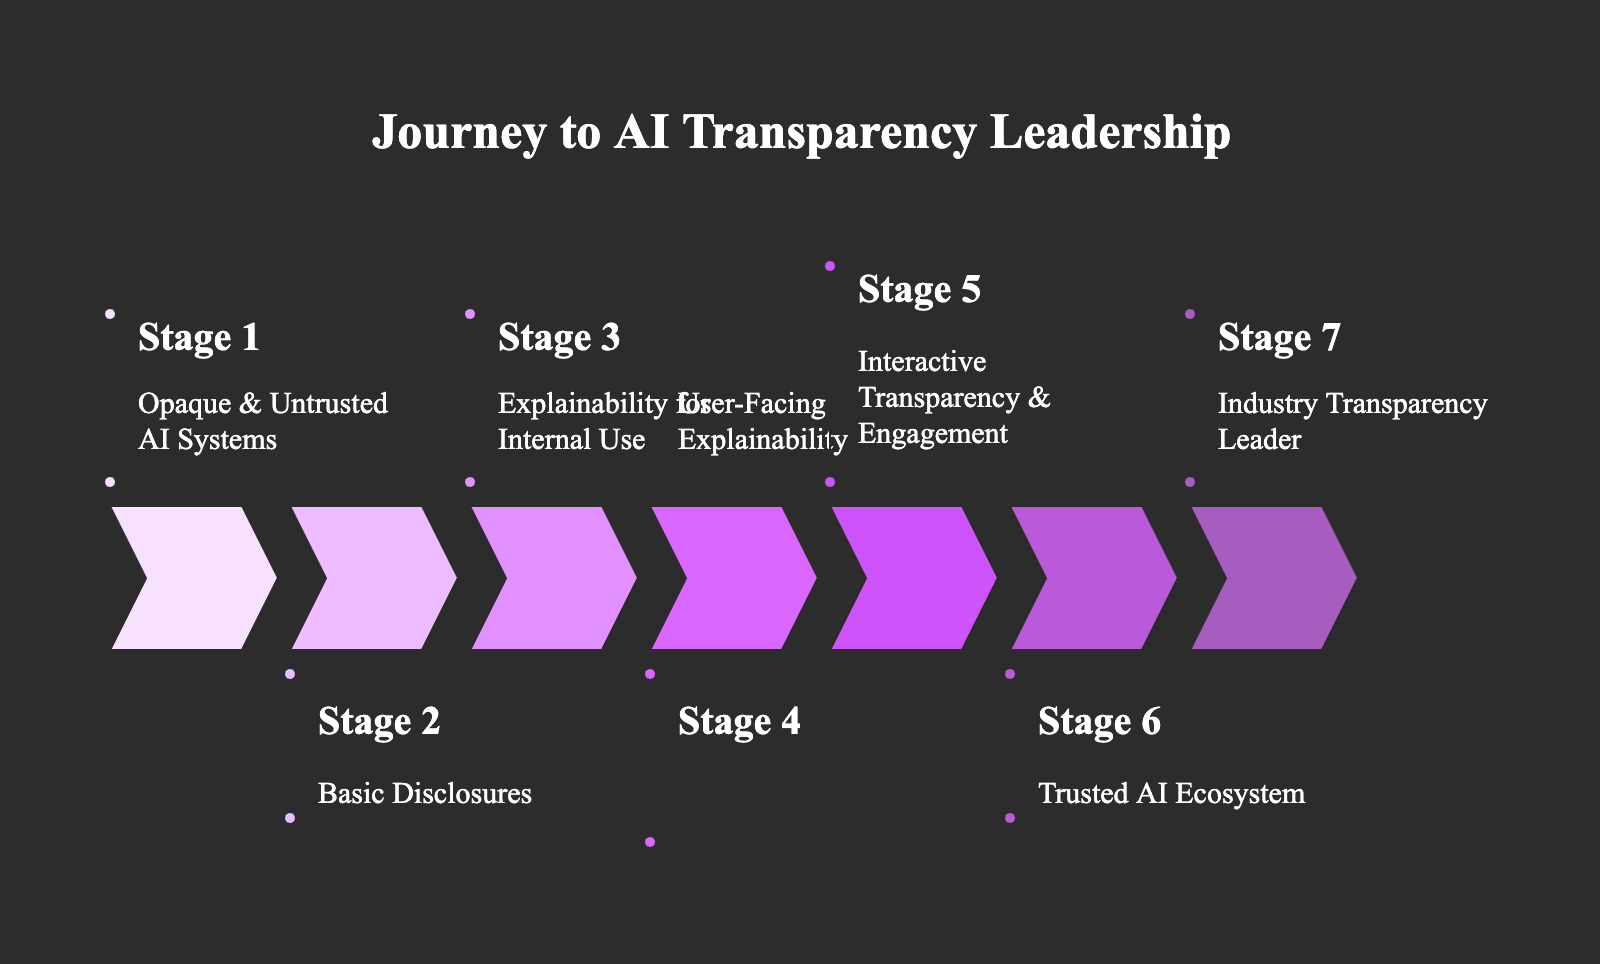 Journey to AI Transparency Leadership
Stage 1
Opaque & Untrusted
AI Systems
Stage 2
Basic Disclosures
Stage 3
Explainability for
Internal Use
Stage 4
User-Facing
Explainability
Stage 5
Interactive
Transparency &
Engagement
Stage 6
Trusted AI Ecosystem
Stage 7
Industry Transparency
Leader